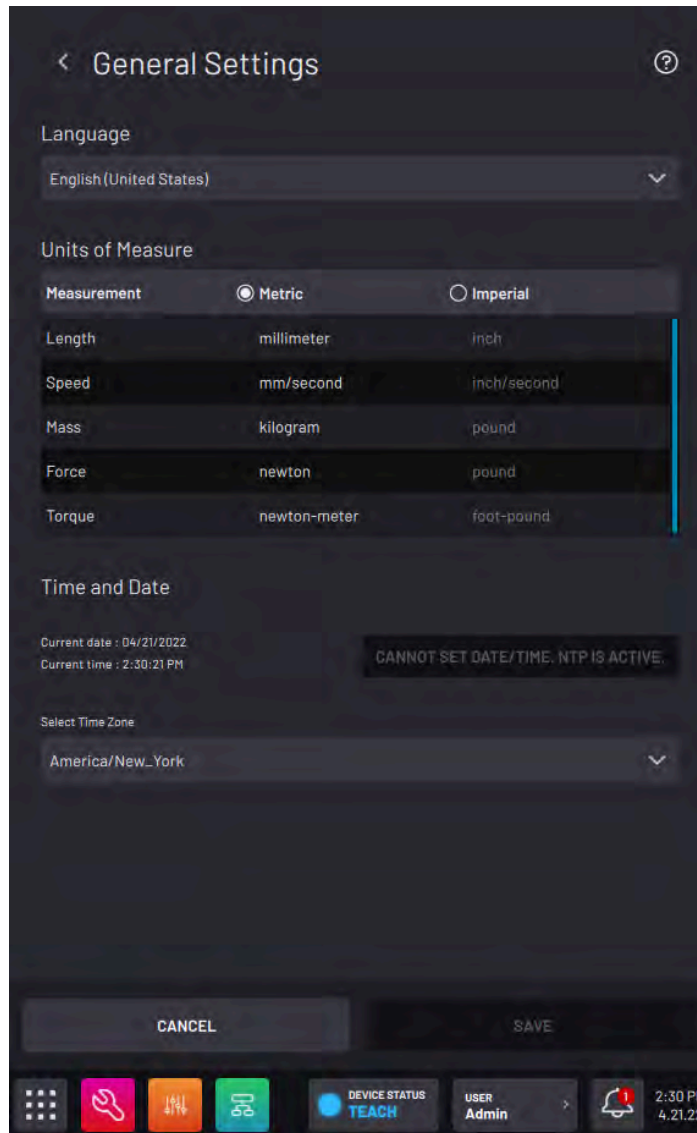 General Settings
Language
English (United States)
Units of Measure
Measurement Metric Imperial
Length millimeter inch
Speed mm/second inch/second
Mass kilogram pound
Force newton pound
Torque newton-meter foot-pound
Time and Date
Current date : 04/21/2022
Current time : 2:30:21 PM
CANNOT SET DATE/TIME. NTP IS ACTIVE.
Select Time Zone
America/New_York
CANCEL SAVE
DEVICE STATUS
TEACH
USER
Admin
1
2:30 P
4.21.2